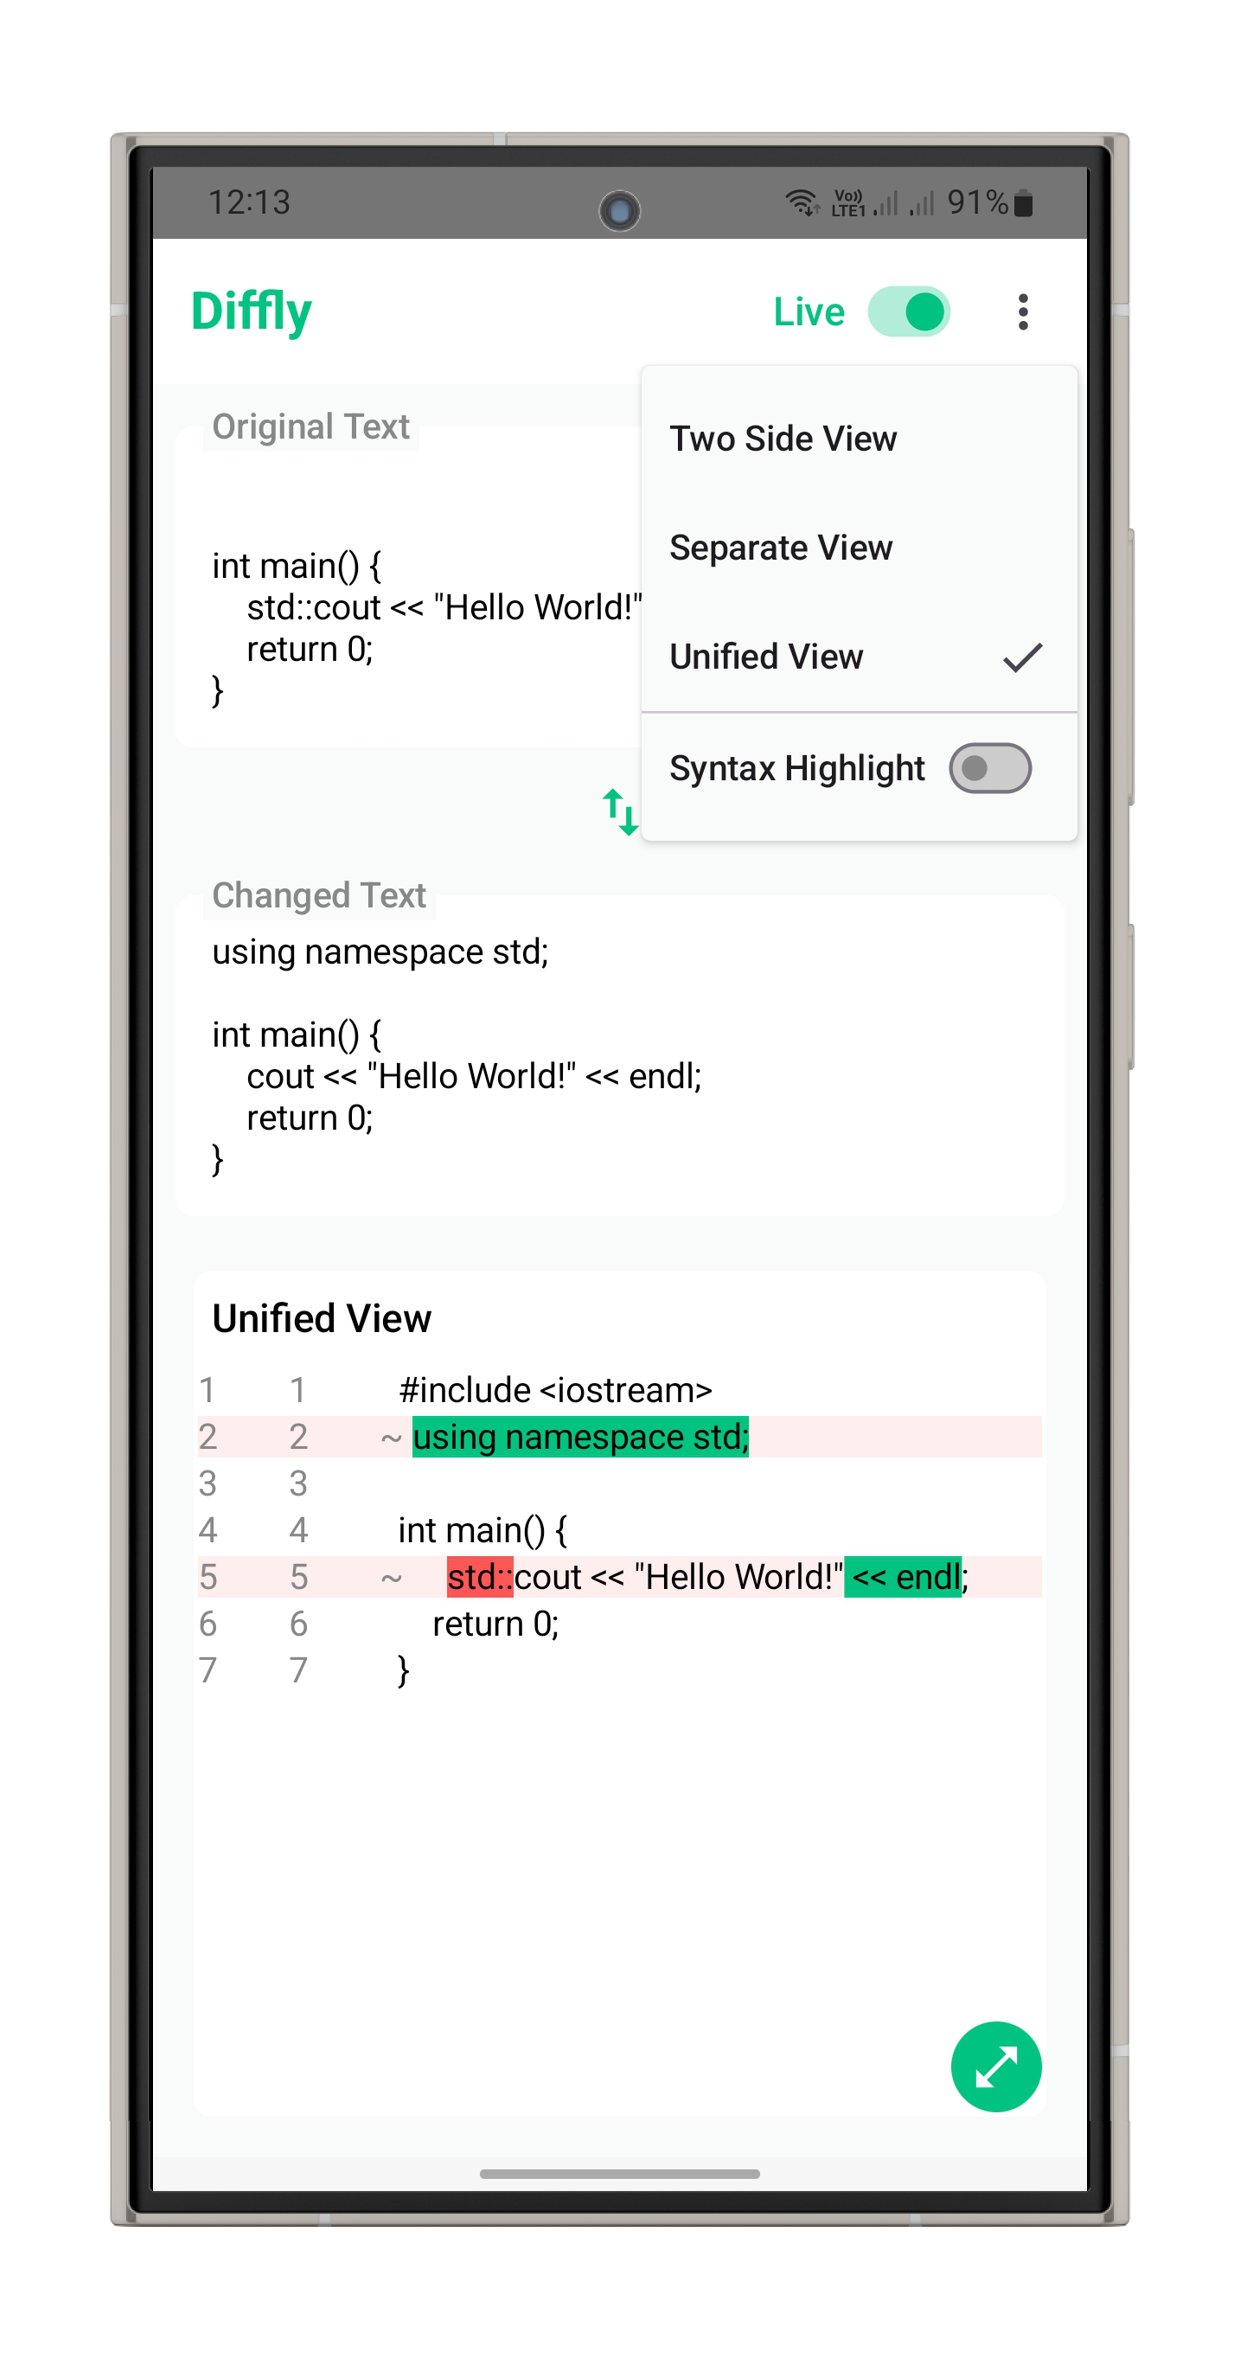 12:13 Vo)) LTE1 91%
Diffly Live
Two Side View
Separate View
Unified View
Syntax Highlight
Original Text
int main() {
    std::cout << "Hello World!"
    return 0;
}
Changed Text
using namespace std;
int main() {
    cout << "Hello World!" << endl;
    return 0;
}
Unified View
1 1 #include <iostream>
2 2 ~ using namespace std;
3 3
4 4 int main() {
5 5 ~     std::cout << "Hello World!" << endl;
6 6     return 0;
7 7 }